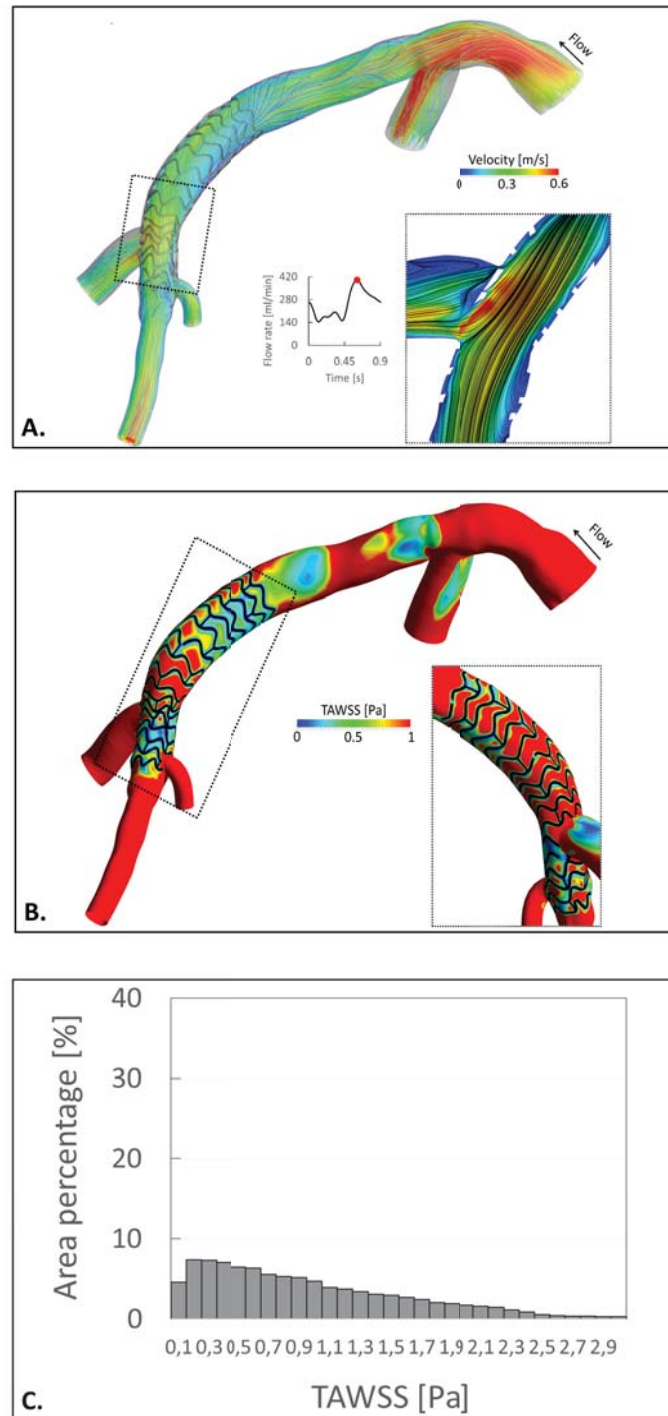 Flow
Velocity [m/s]
0 0.3 0.6
420
280
140
0
Flow rate [ml/min]
0 0.45 0.9
Time [s]
A.
Flow
TAWSS [Pa]
0 0.5 1
B.
40
30
20
10
0
Area percentage [%]
0,1 0,3 0,5 0,7 0,9 1,1 1,3 1,5 1,7 1,9 2,1 2,3 2,5 2,7 2,9
TAWSS [Pa]
C.